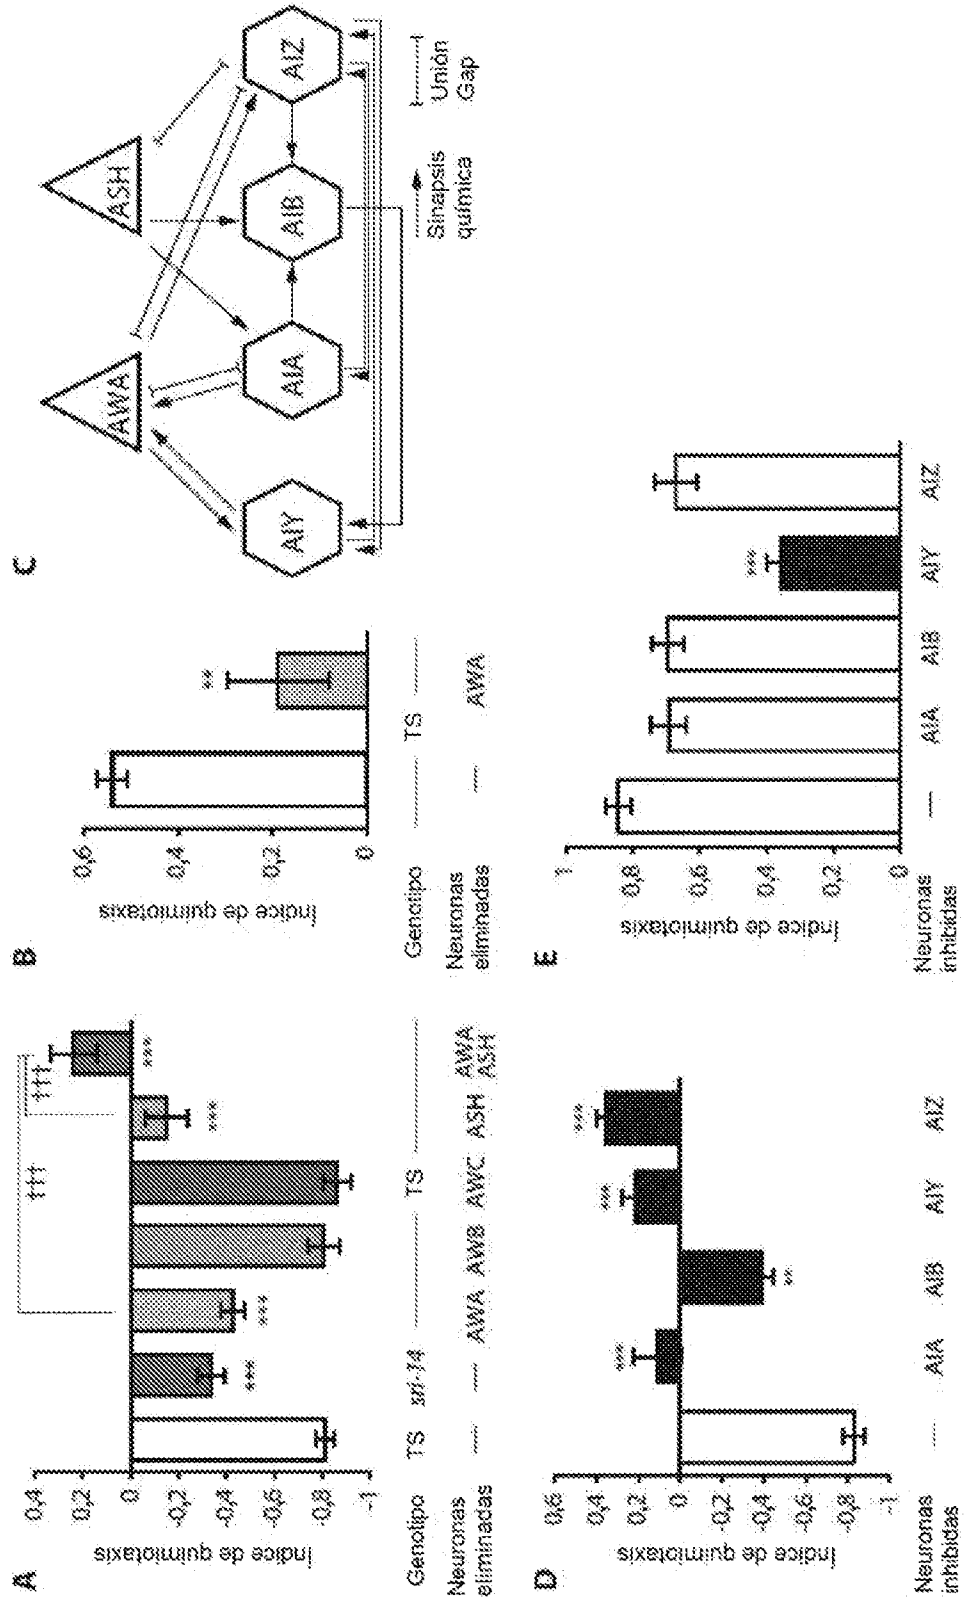 A
Índice de quimiotaxis
0,4
0,2
0
-0,2
-0,4
-0,6
-0,8
-1
†††
†††
***
***
***
***
Genotipo TS sri-14 TS
Neuronas eliminadas — — AWA AWB AWC ASH AWA ASH
B
Índice de quimiotaxis
0,6
0,4
0,2
0
**
Genotipo TS
Neuronas eliminadas — AWA
C
AWA
ASH
AIY
AIA
AIB
AIZ
Sinapsis química
Unión Gap
D
Índice de quimiotaxis
0,6
0,4
0,2
0
-0,2
-0,4
-0,6
-0,8
-1
***
**
***
***
Neuronas inhibidas — AIA AIB AIY AIZ
E
Índice de quimiotaxis
1
0,8
0,6
0,4
0,2
0
***
Neuronas inhibidas — AIA AIB AIY AIZ